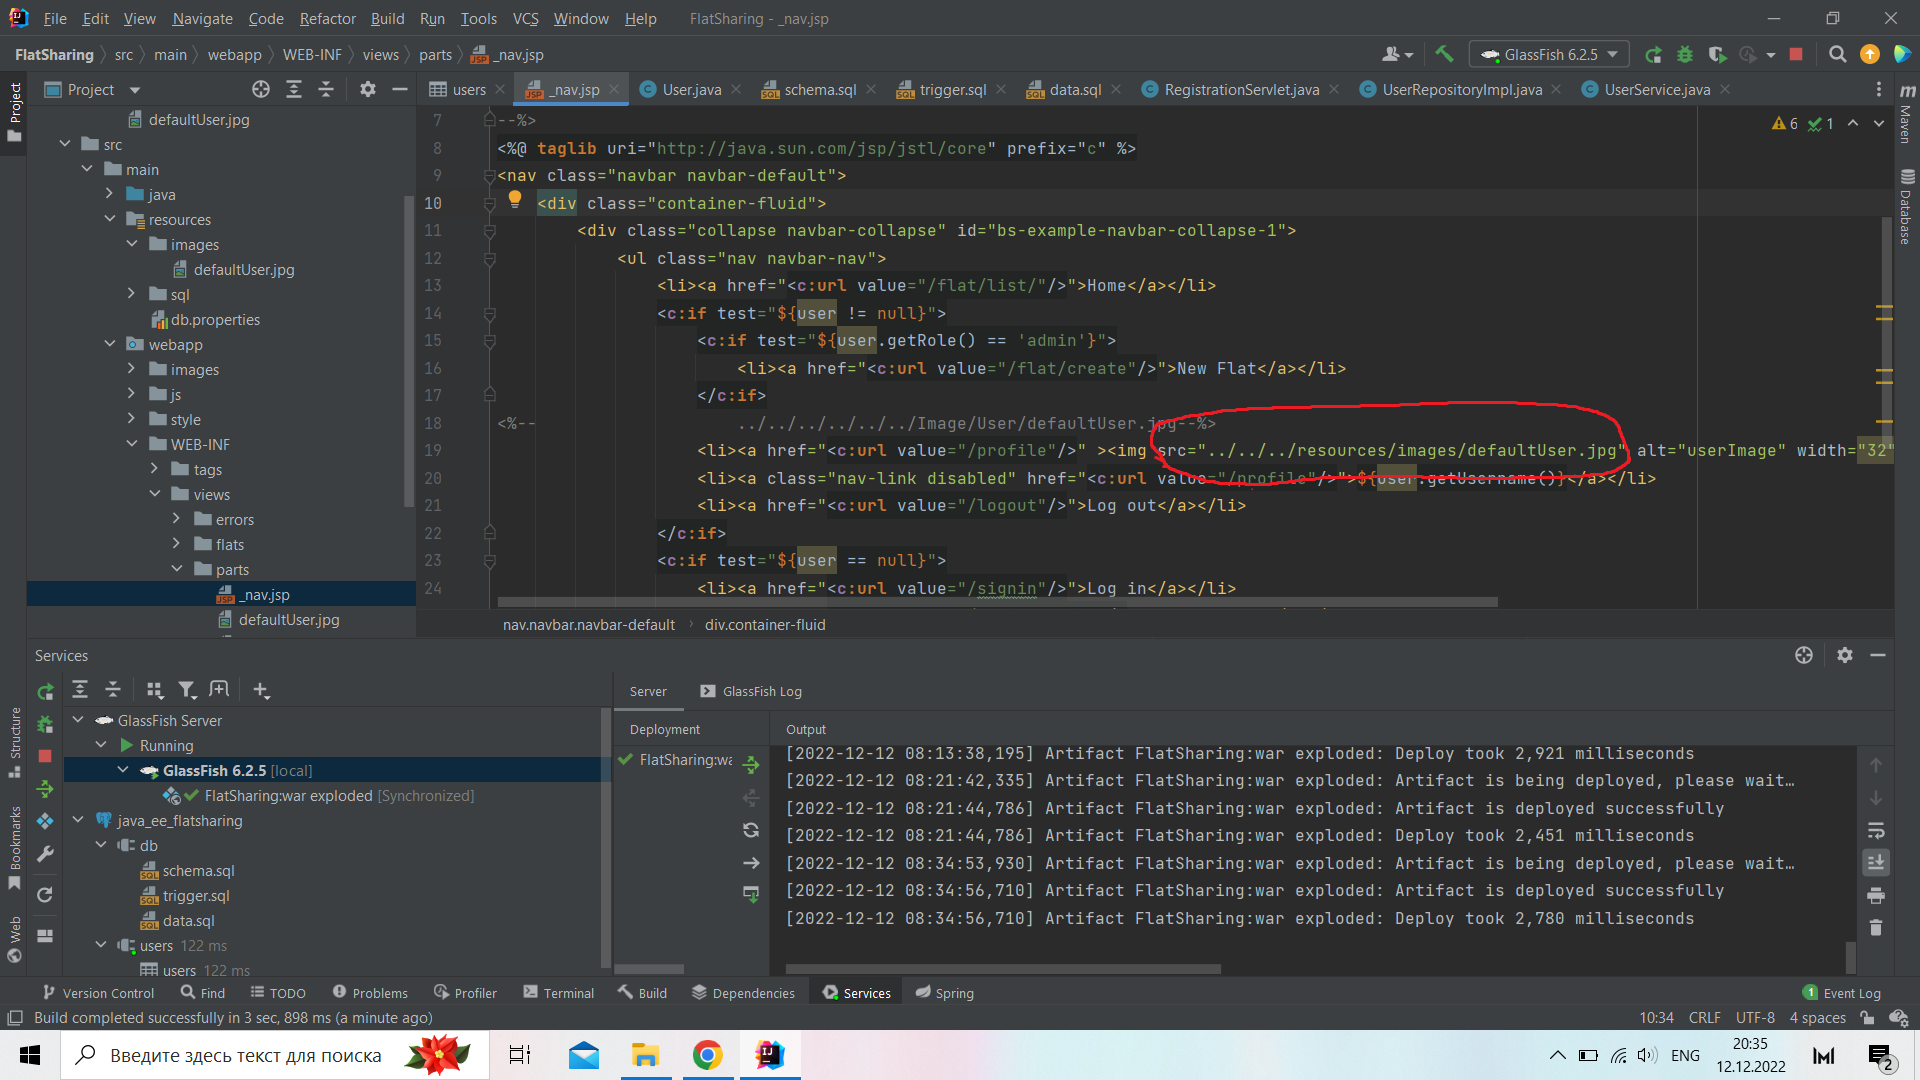 File Edit View Navigate Code Refactor Build Run Tools VCS Window Help FlatSharing - _nav.jsp
FlatSharing src main webapp WEB-INF views parts _nav.jsp GlassFish 6.2.5
Project users _nav.jsp User.java schema.sql trigger.sql data.sql RegistrationServlet.java UserRepositoryImpl.java UserService.java
Project
Maven
Database
defaultUser.jpg
src
main
java
resources
images
defaultUser.jpg
sql
db.properties
webapp
images
js
style
WEB-INF
tags
views
errors
flats
parts
_nav.jsp
defaultUser.jpg
6 1
7 --%>
8 <%@ taglib uri="http://java.sun.com/jsp/jstl/core" prefix="c" %>
9 <nav class="navbar navbar-default">
10 <div class="container-fluid">
11 <div class="collapse navbar-collapse" id="bs-example-navbar-collapse-1">
12 <ul class="nav navbar-nav">
13 <li><a href="<c:url value="/flat/list/"/>">Home</a></li>
14 <c:if test="${user != null}">
15 <c:if test="${user.getRole() == 'admin'}">
16 <li><a href="<c:url value="/flat/create"/>">New Flat</a></li>
17 </c:if>
18 <%-- ../../../../../../Image/User/defaultUser.jpg--%>
19 <li><a href="<c:url value="/profile"/>" ><img src="../../../resources/images/defaultUser.jpg" alt="userImage" width="32"
20 <li><a class="nav-link disabled" href="<c:url value="/profile"/>">${user.getUsername()}</a></li>
21 <li><a href="<c:url value="/logout"/>">Log out</a></li>
22 </c:if>
23 <c:if test="${user == null}">
24 <li><a href="<c:url value="/signin"/>">Log in</a></li>
nav.navbar.navbar-default div.container-fluid
Services
Structure
Bookmarks
Web
GlassFish Server
Running
GlassFish 6.2.5 [local]
FlatSharing:war exploded [Synchronized]
java_ee_flatsharing
db
schema.sql
trigger.sql
data.sql
users 122 ms
users 122 ms
Server GlassFish Log
Deployment Output
FlatSharing:wa
[2022-12-12 08:13:38,195] Artifact FlatSharing:war exploded: Deploy took 2,921 milliseconds
[2022-12-12 08:21:42,335] Artifact FlatSharing:war exploded: Artifact is being deployed, please wait…
[2022-12-12 08:21:44,786] Artifact FlatSharing:war exploded: Artifact is deployed successfully
[2022-12-12 08:21:44,786] Artifact FlatSharing:war exploded: Deploy took 2,451 milliseconds
[2022-12-12 08:34:53,930] Artifact FlatSharing:war exploded: Artifact is being deployed, please wait…
[2022-12-12 08:34:56,710] Artifact FlatSharing:war exploded: Artifact is deployed successfully
[2022-12-12 08:34:56,710] Artifact FlatSharing:war exploded: Deploy took 2,780 milliseconds
Version Control Find TODO Problems Profiler Terminal Build Dependencies Services Spring 1 Event Log
Build completed successfully in 3 sec, 898 ms (a minute ago) 10:34 CRLF UTF-8 4 spaces
Введите здесь текст для поиска ENG 20:35
12.12.2022 2